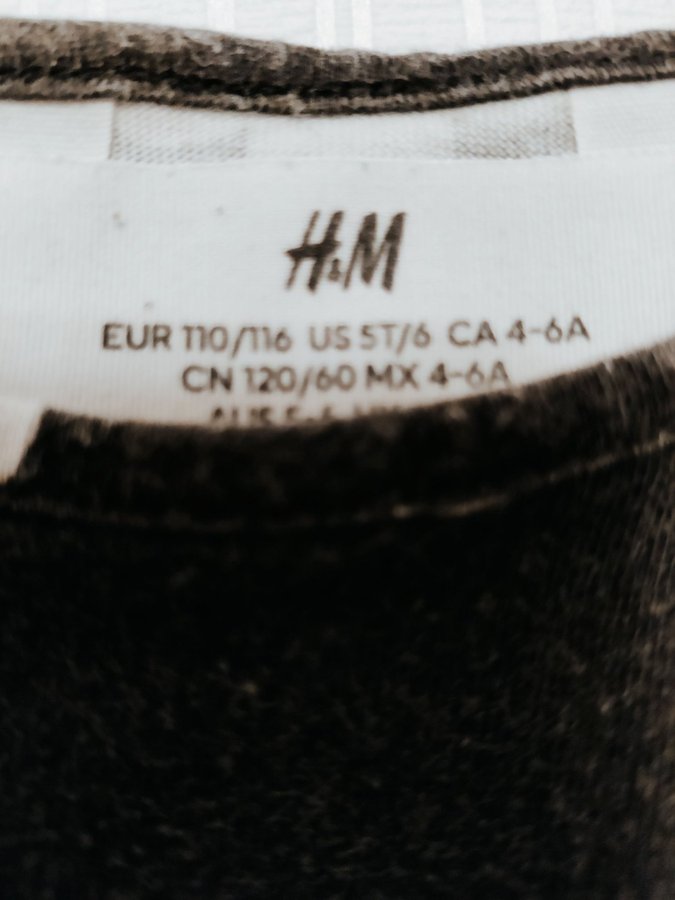 H&M
EUR 110/116 US 5T/6 CA 4-6A
CN 120/60 MX 4-6A